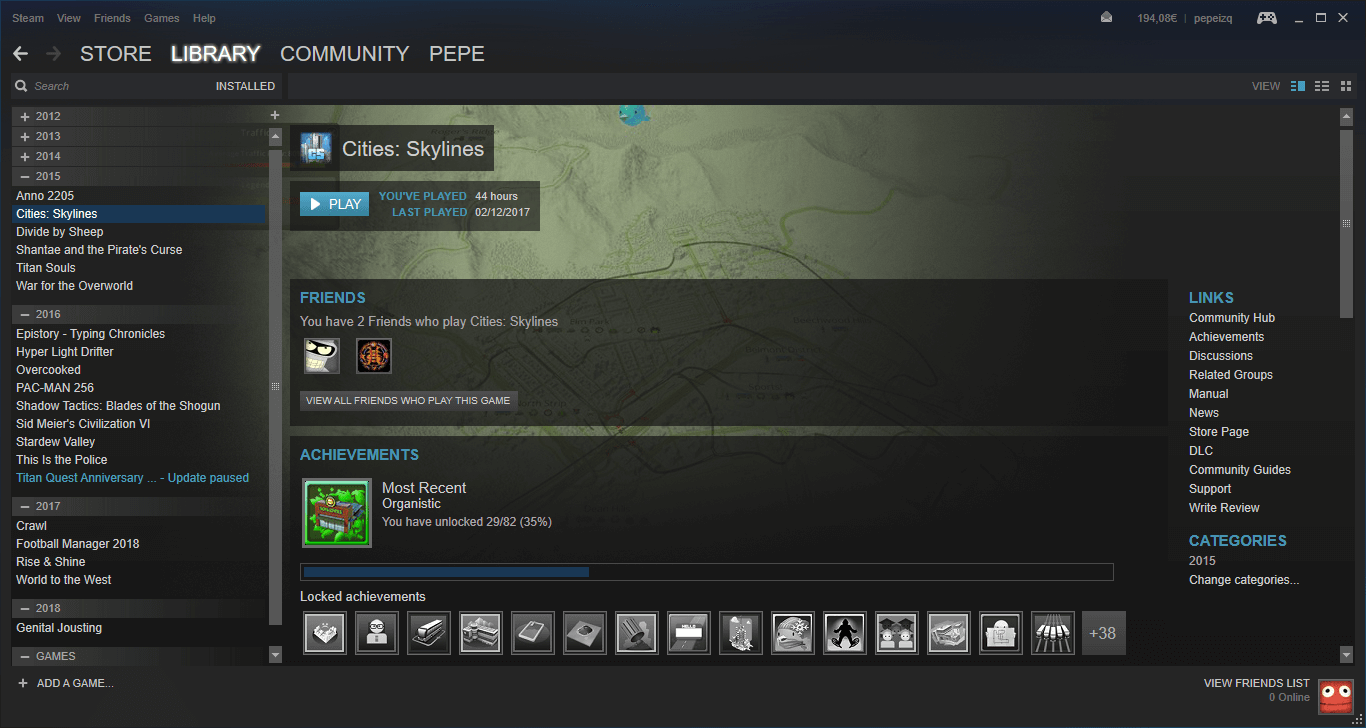 Steam View Friends Games Help
194,08€ | pepeizq
STORE LIBRARY COMMUNITY PEPE
Search INSTALLED
VIEW
+ 2012 +
+ 2013
+ 2014
– 2015
Anno 2205
Cities: Skylines
Divide by Sheep
Shantae and the Pirate's Curse
Titan Souls
War for the Overworld
– 2016
Epistory - Typing Chronicles
Hyper Light Drifter
Overcooked
PAC-MAN 256
Shadow Tactics: Blades of the Shogun
Sid Meier's Civilization VI
Stardew Valley
This Is the Police
Titan Quest Anniversary ... - Update paused
– 2017
Crawl
Football Manager 2018
Rise & Shine
World to the West
– 2018
Genital Jousting
– GAMES
+ ADD A GAME...
CS
Cities: Skylines
PLAY
YOU'VE PLAYED 44 hours
LAST PLAYED 02/12/2017
FRIENDS
You have 2 Friends who play Cities: Skylines
VIEW ALL FRIENDS WHO PLAY THIS GAME
ACHIEVEMENTS
Most Recent
Organistic
You have unlocked 29/82 (35%)
Locked achievements
HELLO
+38
LINKS
Community Hub
Achievements
Discussions
Related Groups
Manual
News
Store Page
DLC
Community Guides
Support
Write Review
CATEGORIES
2015
Change categories...
VIEW FRIENDS LIST
0 Online